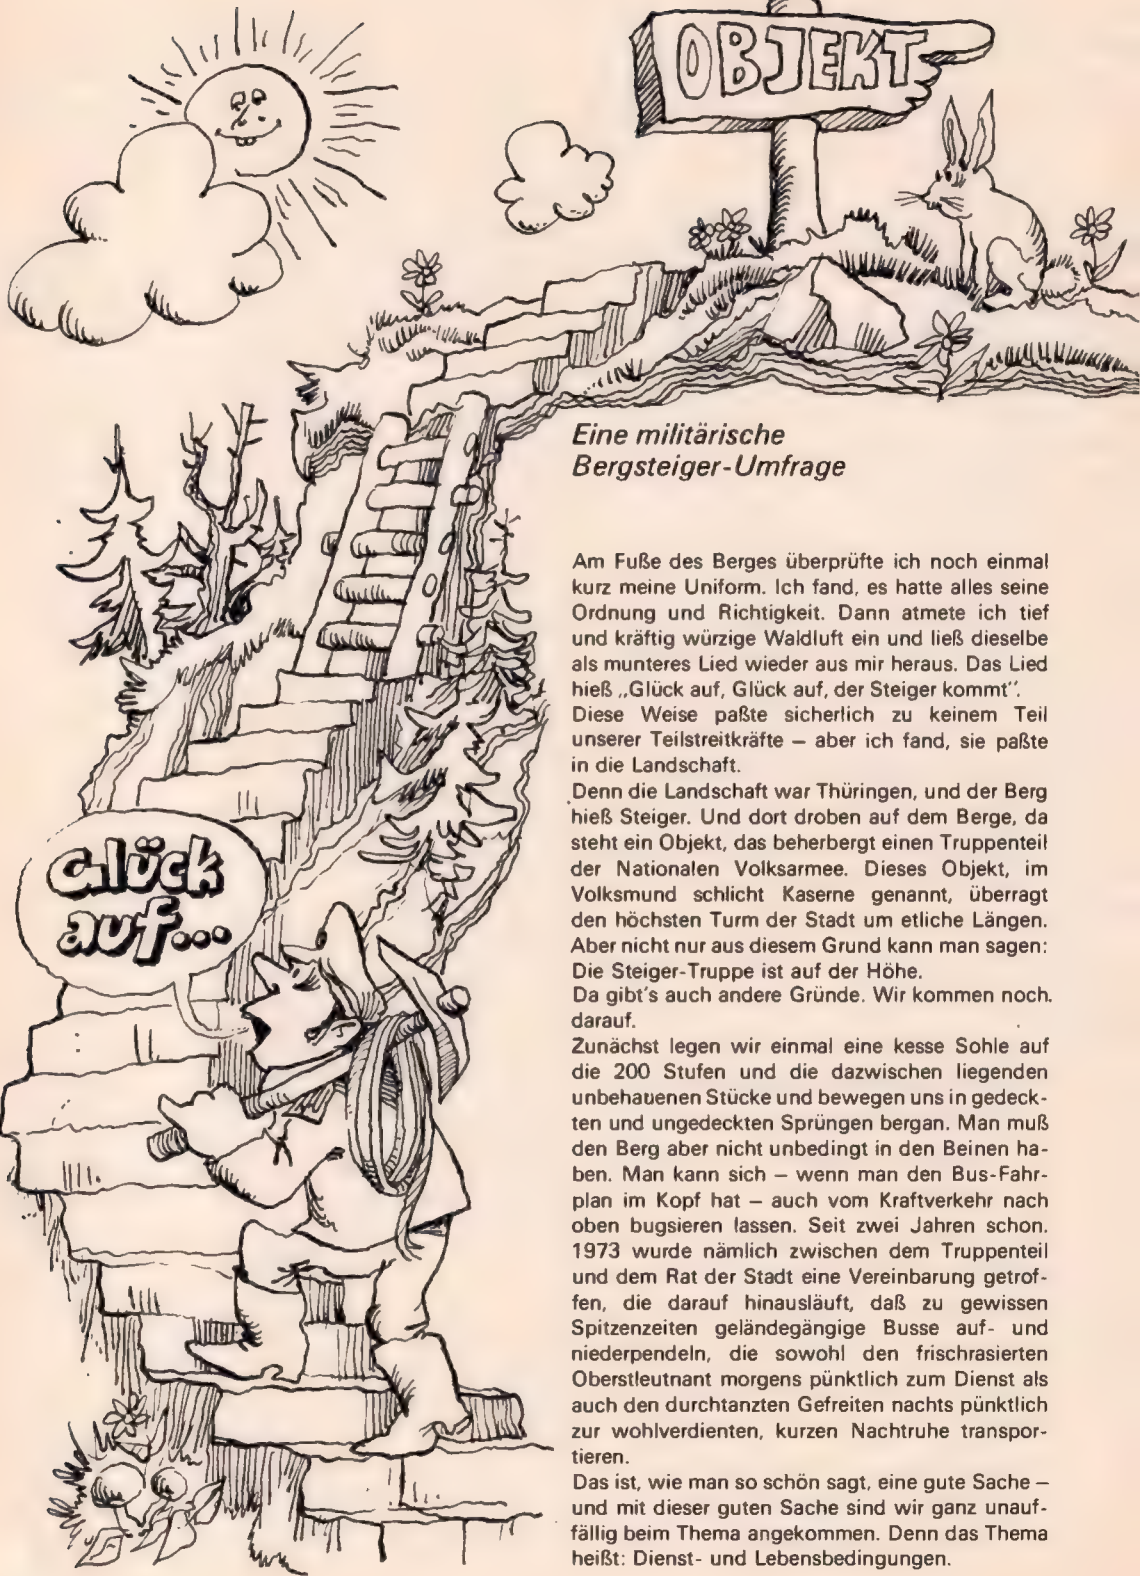 OBJEKT
Eine militärische
Bergsteiger-Umfrage
Am Fuße des Berges überprüfte ich noch einmal
kurz meine Uniform. Ich fand, es hatte alles seine
Ordnung und Richtigkeit. Dann atmete ich tief
und kräftig würzige Waldluft ein und ließ dieselbe
als munteres Lied wieder aus mir heraus. Das Lied
hieß „Glück auf, Glück auf, der Steiger kommt“.
Diese Weise paßte sicherlich zu keinem Teil
unserer Teilstreitkräfte – aber ich fand, sie paßte
in die Landschaft.
Denn die Landschaft war Thüringen, und der Berg
hieß Steiger. Und dort droben auf dem Berge, da
steht ein Objekt, das beherbergt einen Truppenteil
der Nationalen Volksarmee. Dieses Objekt, im
Volksmund schlicht Kaserne genannt, überragt
den höchsten Turm der Stadt um etliche Längen.
Aber nicht nur aus diesem Grund kann man sagen:
Die Steiger-Truppe ist auf der Höhe.
Da gibt's auch andere Gründe. Wir kommen noch
darauf.
Zunächst legen wir einmal eine kesse Sohle auf
die 200 Stufen und die dazwischen liegenden
unbehauenen Stücke und bewegen uns in gedeck-
ten und ungedeckten Sprüngen bergan. Man muß
den Berg aber nicht unbedingt in den Beinen ha-
ben. Man kann sich – wenn man den Bus-Fahr-
plan im Kopf hat – auch vom Kraftverkehr nach
oben bugsieren lassen. Seit zwei Jahren schon.
1973 wurde nämlich zwischen dem Truppenteil
und dem Rat der Stadt eine Vereinbarung getrof-
fen, die darauf hinausläuft, daß zu gewissen
Spitzenzeiten geländegängige Busse auf- und
niederpendeln, die sowohl den frischrasierten
Oberstleutnant morgens pünktlich zum Dienst als
auch den durchtanzten Gefreiten nachts pünktlich
zur wohlverdienten, kurzen Nachtruhe transpor-
tieren.
Das ist, wie man so schön sagt, eine gute Sache –
und mit dieser guten Sache sind wir ganz unauf-
fällig beim Thema angekommen. Denn das Thema
heißt: Dienst- und Lebensbedingungen.
Glück
auf...